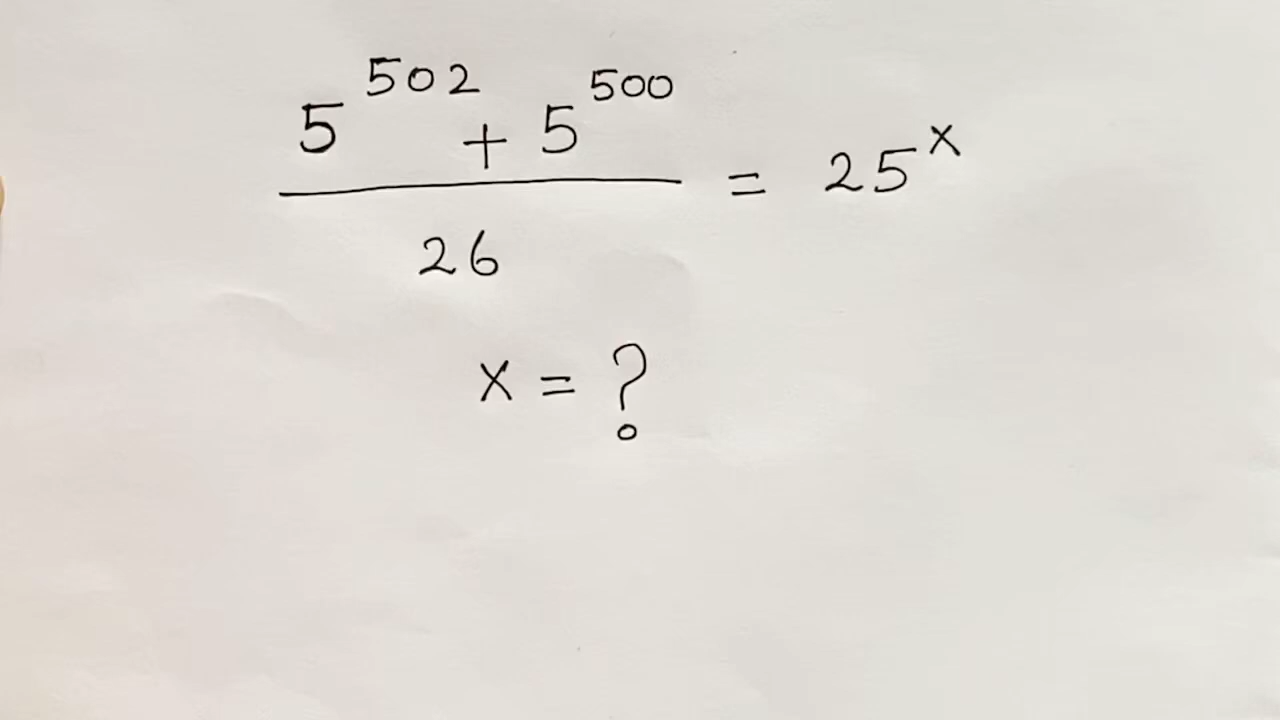 5^502 + 5^500
26
= 25^x
x = ?